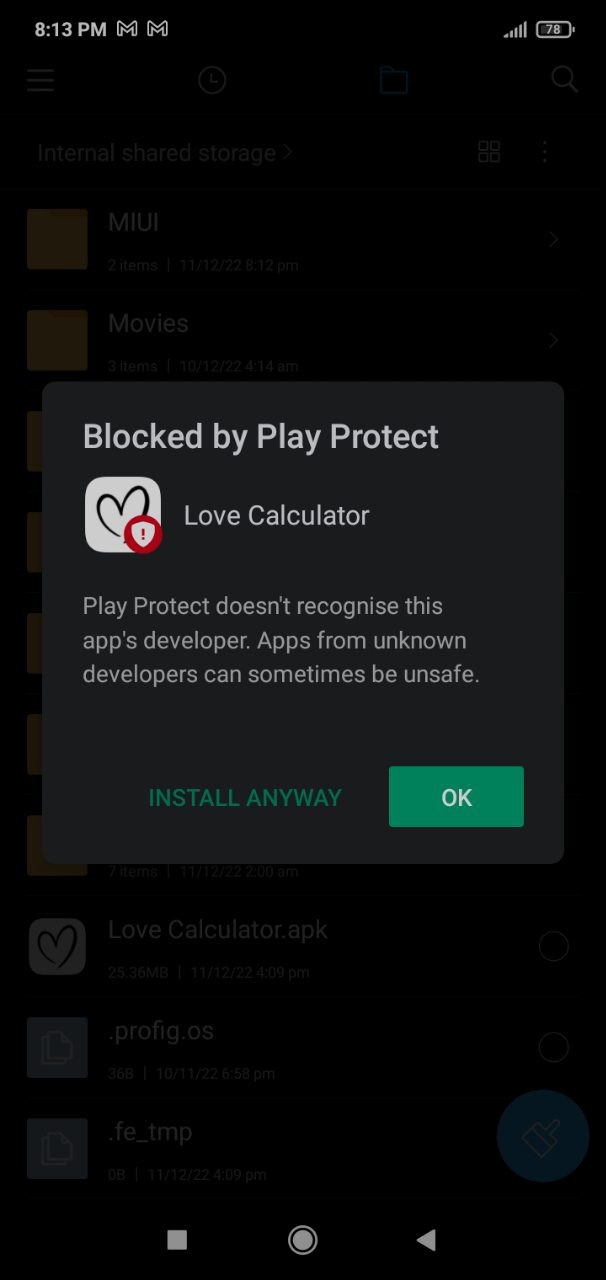 8:13 PM
78
Internal shared storage
MIUI
2 items | 11/12/22 8:12 pm
Movies
3 items | 10/12/22 4:14 am
Blocked by Play Protect
Love Calculator
Play Protect doesn't recognise this
app's developer. Apps from unknown
developers can sometimes be unsafe.
INSTALL ANYWAY
OK
7 items | 11/12/22 2:00 am
Love Calculator.apk
25.36MB | 11/12/22 4:09 pm
.profig.os
36B | 10/11/22 6:58 pm
.fe_tmp
0B | 11/12/22 4:09 pm